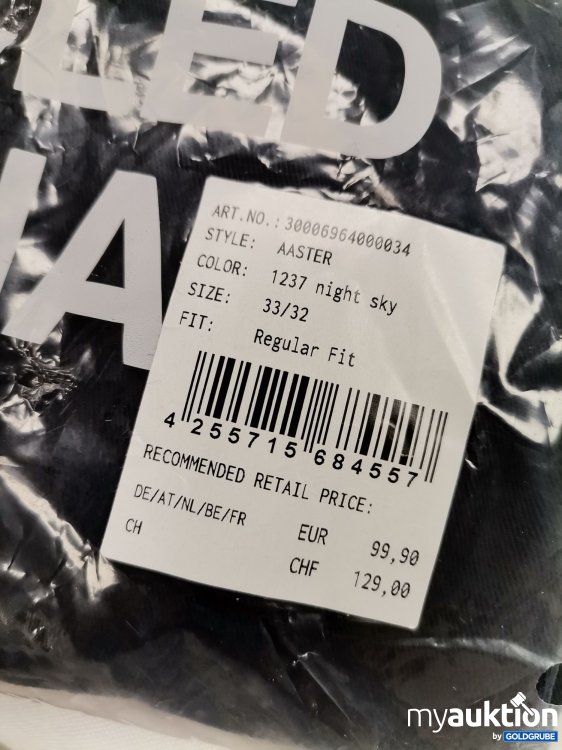 LED
IA
ART.NO.: 30006964000034
STYLE: AASTER
COLOR: 1237 night sky
SIZE: 33/32
FIT: Regular Fit
4 255715 684557
RECOMMENDED RETAIL PRICE:
DE/AT/NL/BE/FR EUR 99,90
CH CHF 129,00
myauktion
by GOLDGRUBE